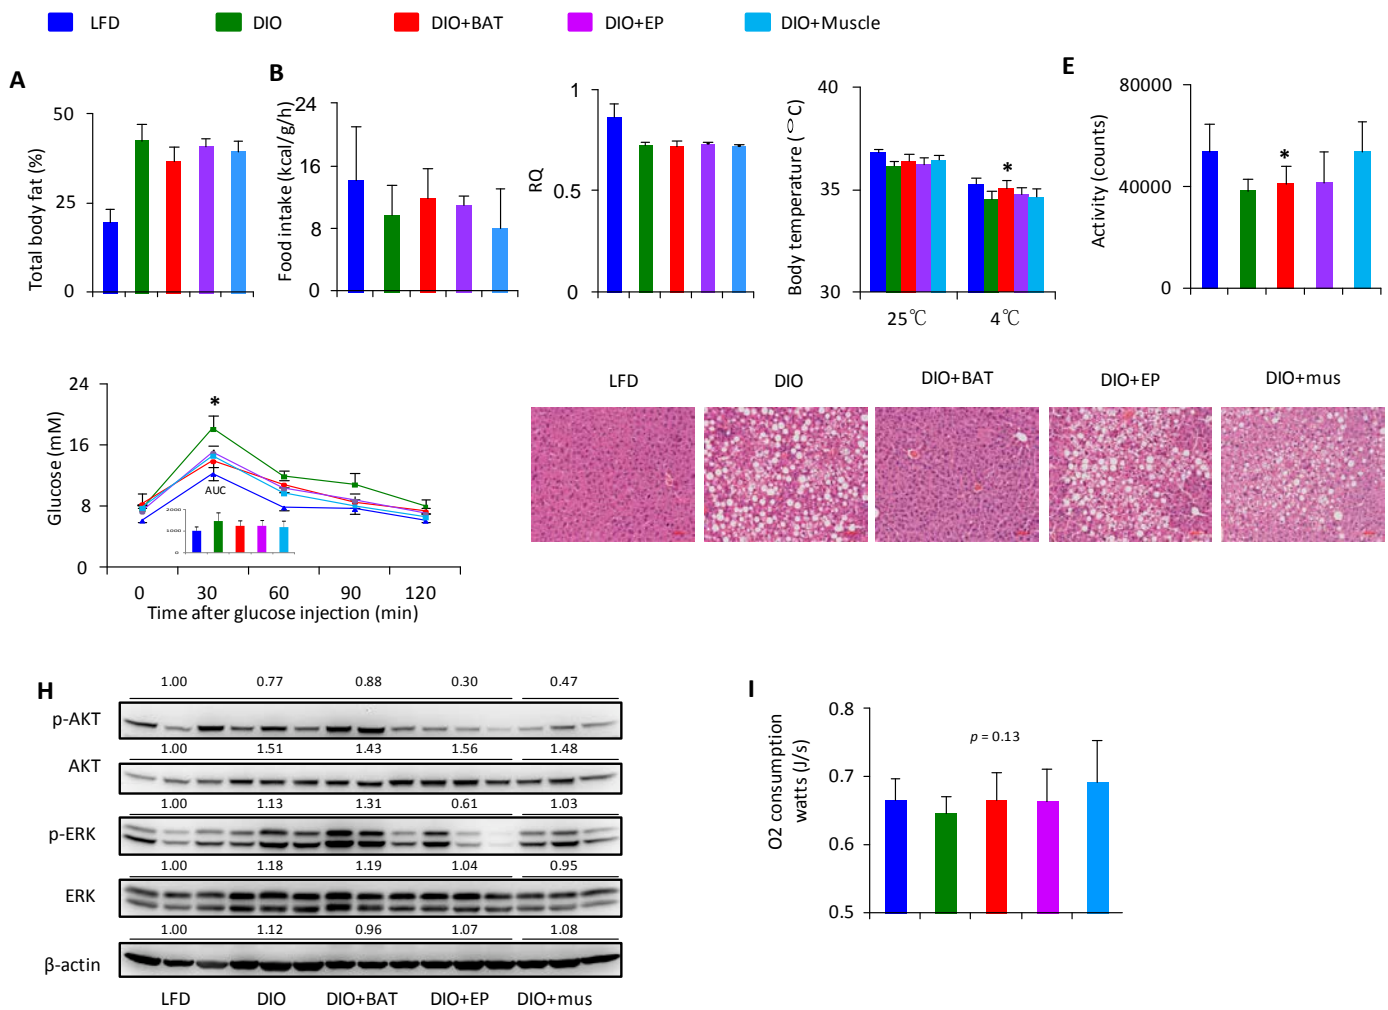 LFD DIO DIO+BAT DIO+EP DIO+Muscle
A
Total body fat (%)
50
25
0
B
Food intake (kcal/g/h)
24
16
8
0
RQ
1
0.5
0
Body temperature (°C)
40
35
30
*
25℃ 4℃
E
Activity (counts)
80000
40000
0
*
Glucose (mM)
24
16
8
0
*
AUC
2000
1000
0
0 30 60 90 120
Time after glucose injection (min)
LFD DIO DIO+BAT DIO+EP DIO+mus
H
1.00 0.77 0.88 0.30 0.47
p-AKT
1.00 1.51 1.43 1.56 1.48
AKT
1.00 1.13 1.31 0.61 1.03
p-ERK
1.00 1.18 1.19 1.04 0.95
ERK
1.00 1.12 0.96 1.07 1.08
β-actin
LFD DIO DIO+BAT DIO+EP DIO+mus
I
O2 consumption
watts (J/s)
0.8
0.7
0.6
0.5
p = 0.13